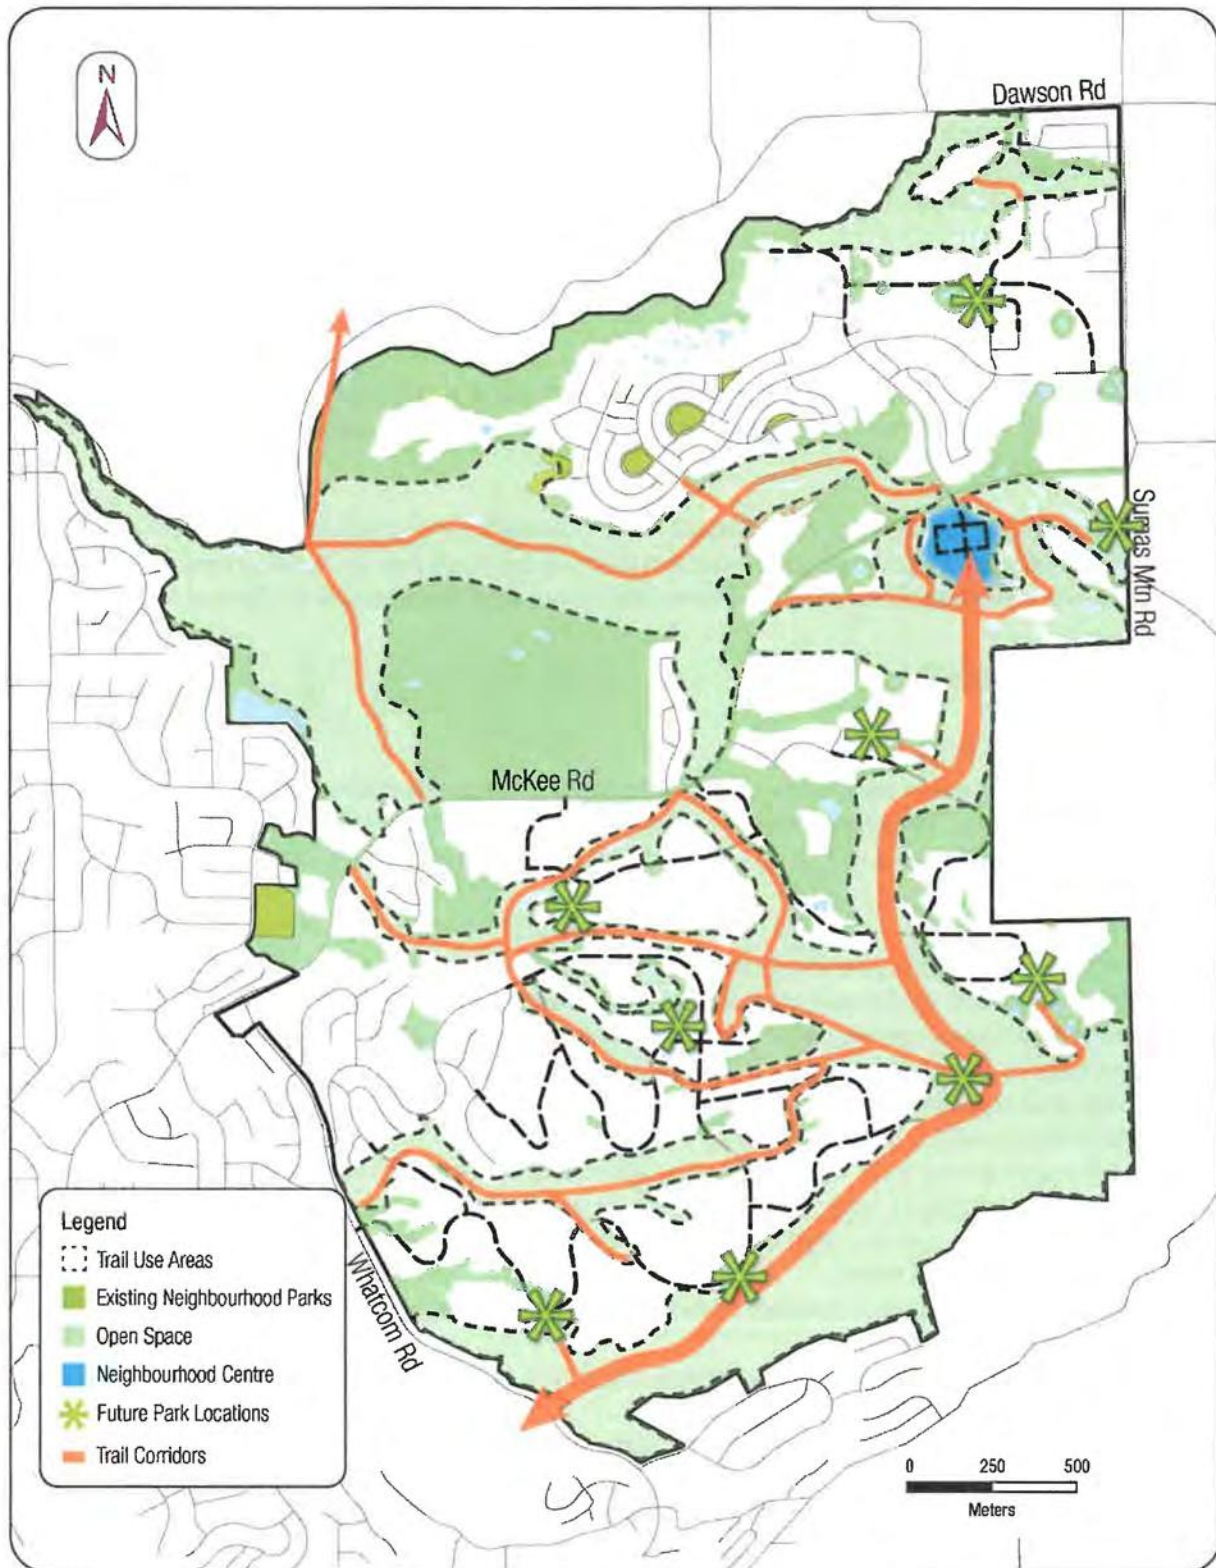 N
Dawson Rd
Sumas Mtn Rd
McKee Rd
Whatcom Rd
Legend
Trail Use Areas
Existing Neighbourhood Parks
Open Space
Neighbourhood Centre
Future Park Locations
Trail Corridors
0 250 500
Meters